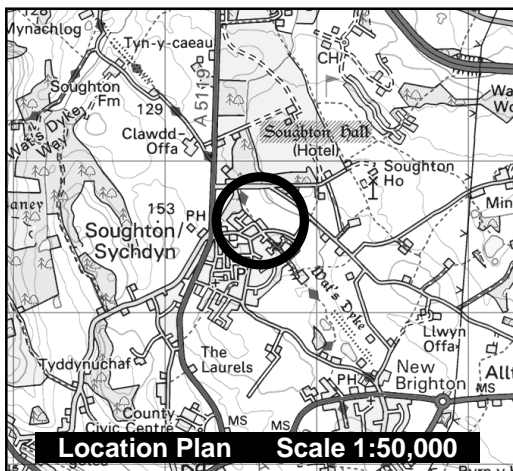 Mynachlog
Tyn-y-caeau
CH
Soughton
Fm
129
A 5119
Wat's Dyke
Way
Clawdd-
Offa
Soughton Hall
(Hotel)
Soughton
Ho
153
PH
Soughton/
Sychdyn
P
Wat's Dyke
Llwyn
Offa
Tyddynuchaf
The
Laurels
New
Brighton
PH
MS
County
Civic Centre
MS
MS
Location Plan Scale 1:50,000